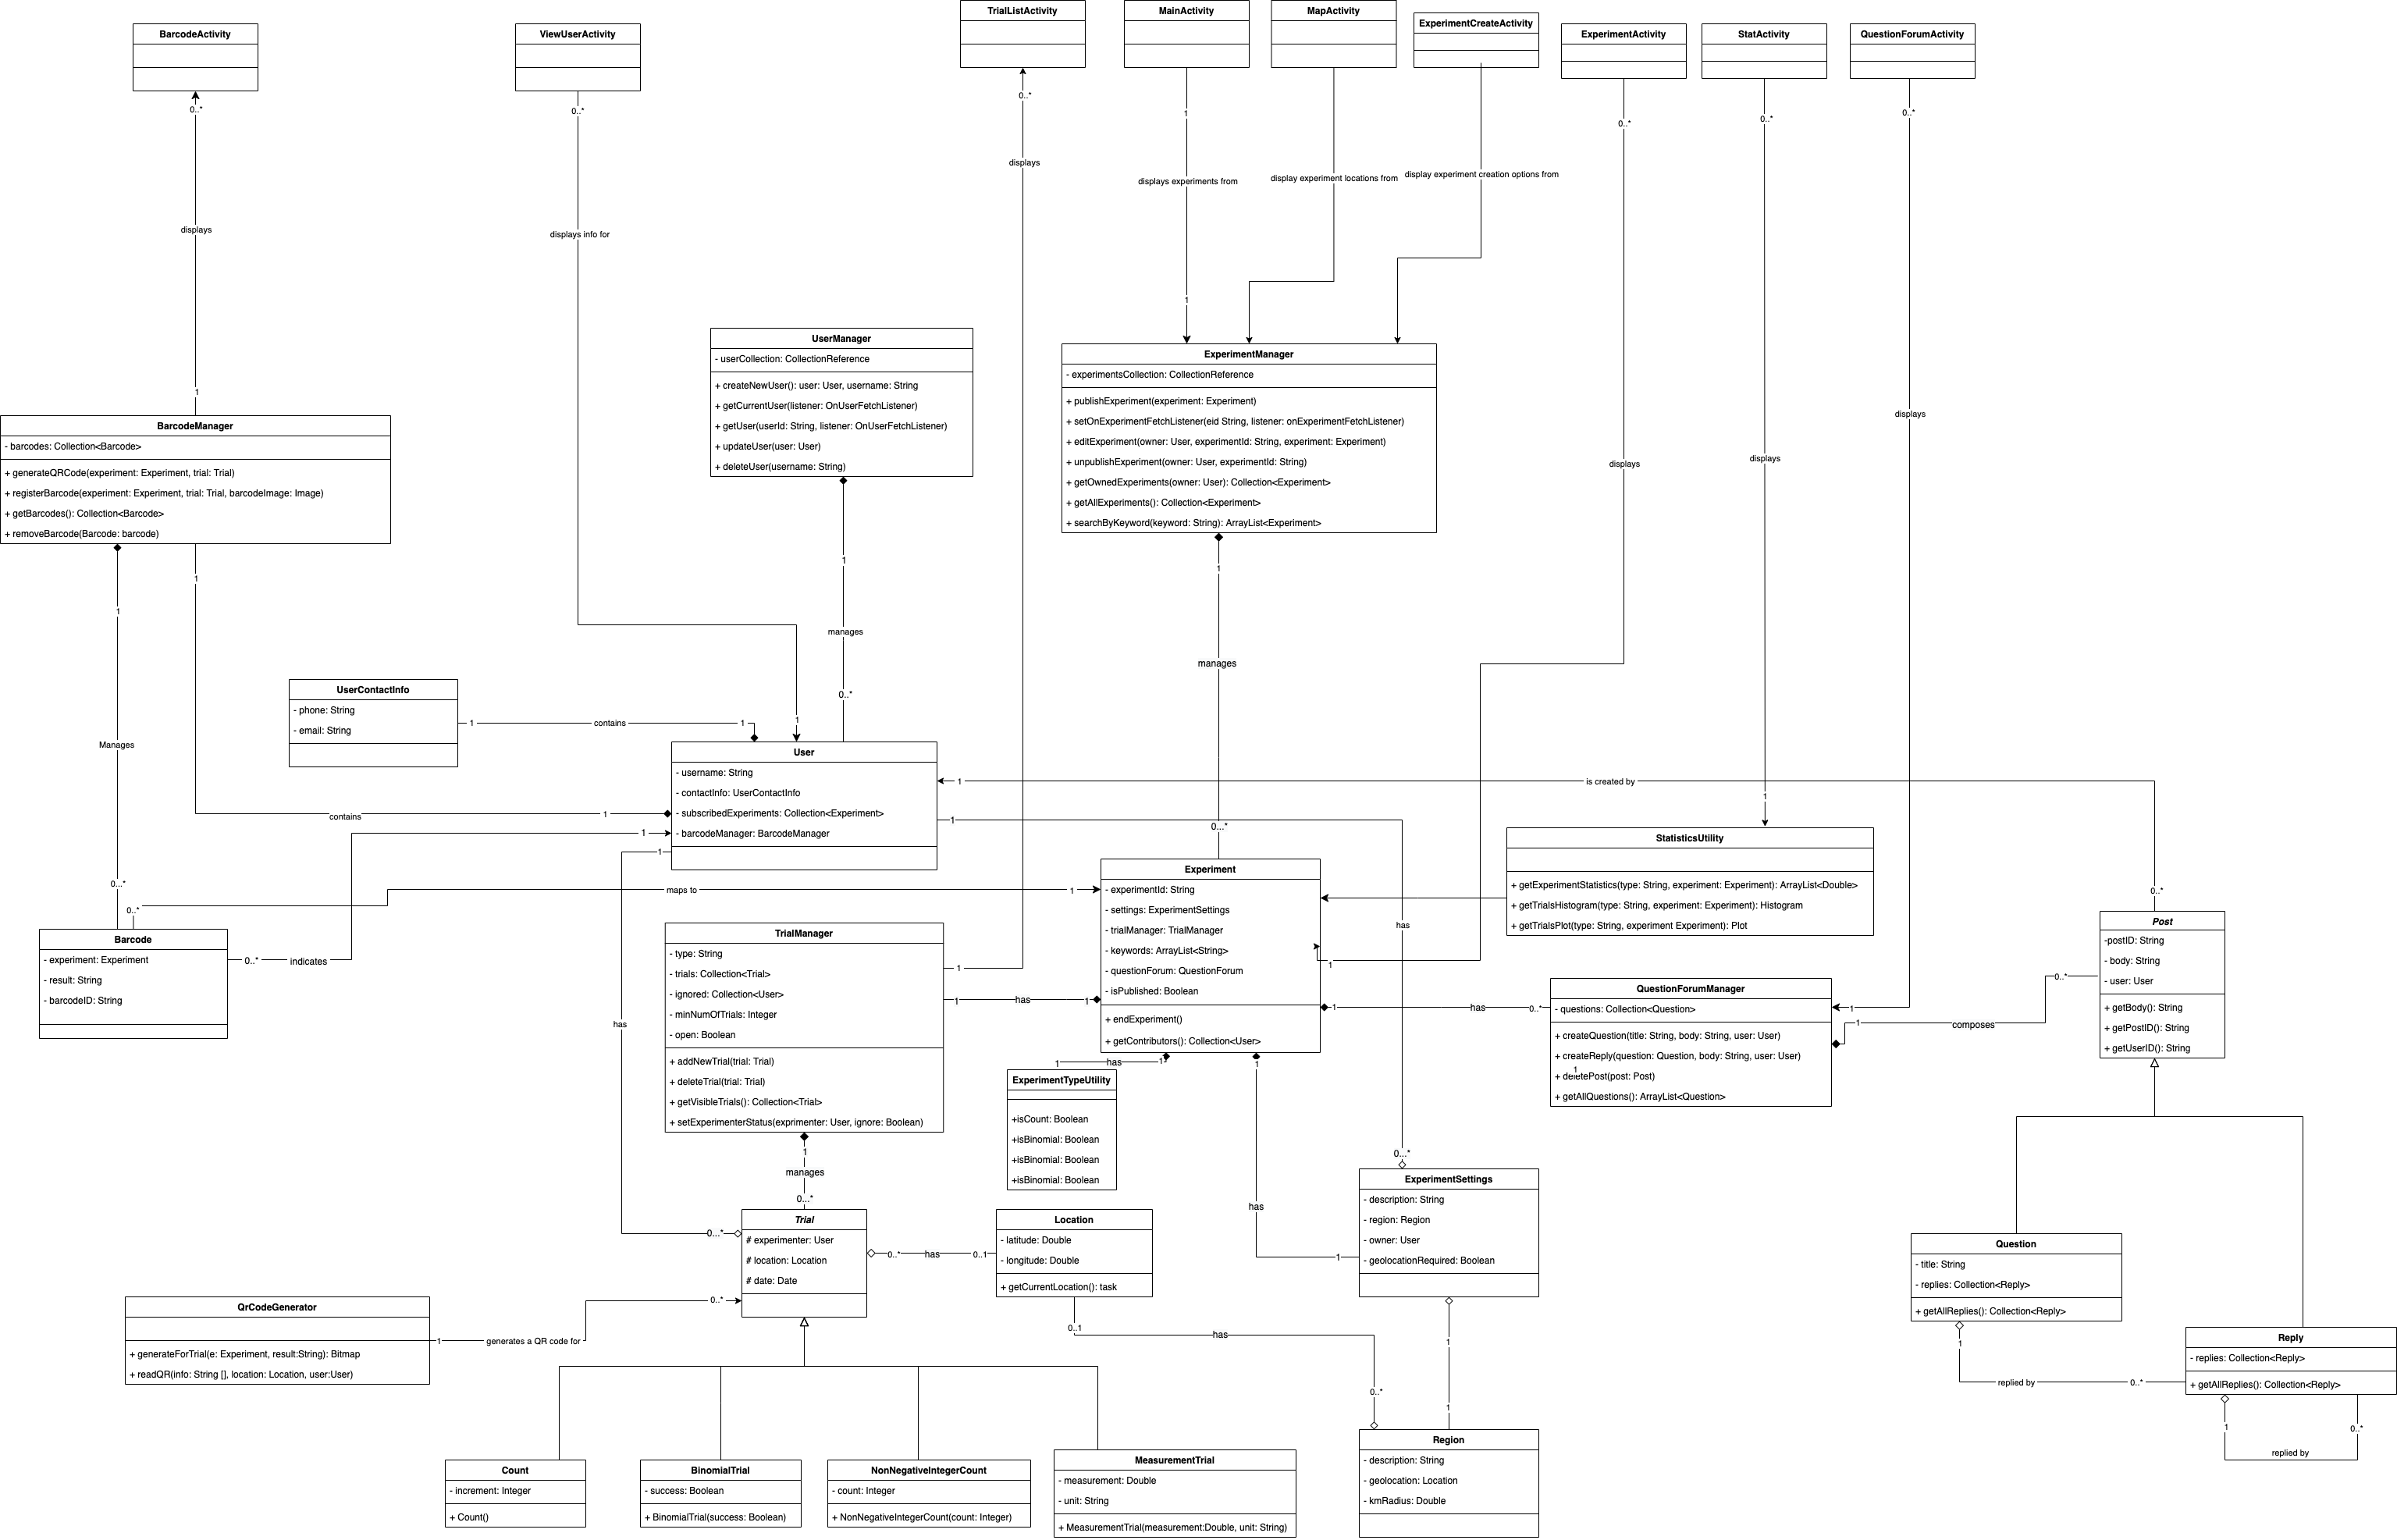 TrialListActivity
MainActivity
MapActivity
ExperimentCreateActivity
BarcodeActivity
ViewUserActivity
ExperimentActivity
StatActivity
QuestionForumActivity
0..*
0..*
0..*
1
0..*
0..*
0..*
displays
displays experiments from
display experiment locations from
display experiment creation options from
displays
displays info for
1
1
displays
displays
displays
UserManager
- userCollection: CollectionReference
+ createNewUser(): user: User, username: String
+ getCurrentUser(listener: OnUserFetchListener)
+ getUser(userId: String, listener: OnUserFetchListener)
+ updateUser(user: User)
+ deleteUser(username: String)
ExperimentManager
- experimentsCollection: CollectionReference
+ publishExperiment(experiment: Experiment)
+ setOnExperimentFetchListener(eid String, listener: onExperimentFetchListener)
+ editExperiment(owner: User, experimentId: String, experiment: Experiment)
+ unpublishExperiment(owner: User, experimentId: String)
+ getOwnedExperiments(owner: User): Collection<Experiment>
+ getAllExperiments(): Collection<Experiment>
+ searchByKeyword(keyword: String): ArrayList<Experiment>
BarcodeManager
- barcodes: Collection<Barcode>
+ generateQRCode(experiment: Experiment, trial: Trial)
+ registerBarcode(experiment: Experiment, trial: Trial, barcodeImage: Image)
+ getBarcodes(): Collection<Barcode>
+ removeBarcode(Barcode: barcode)
1
1
1
1
manages
manages
0..*
Manages
UserContactInfo
- phone: String
- email: String
1
contains
1
1
User
- username: String
- contactInfo: UserContactInfo
- subscribedExperiments: Collection<Experiment>
- barcodeManager: BarcodeManager
1
is created by
1
contains
1
1
1
1
0...*
StatisticsUtility
+ getExperimentStatistics(type: String, experiment: Experiment): ArrayList<Double>
+ getTrialsHistogram(type: String, experiment: Experiment): Histogram
+ getTrialsPlot(type: String, experiment Experiment): Plot
0...*
0..*
maps to
1
0..*
Experiment
- experimentId: String
- settings: ExperimentSettings
- trialManager: TrialManager
- keywords: ArrayList<String>
- questionForum: QuestionForum
- isPublished: Boolean
+ endExperiment()
+ getContributors(): Collection<User>
has
1
Barcode
- experiment: Experiment
- result: String
- barcodeID: String
0..*
indicates
TrialManager
- type: String
- trials: Collection<Trial>
- ignored: Collection<User>
- minNumOfTrials: Integer
- open: Boolean
+ addNewTrial(trial: Trial)
+ deleteTrial(trial: Trial)
+ getVisibleTrials(): Collection<Trial>
+ setExperimenterStatus(exprimenter: User, ignore: Boolean)
1
1
has
1
1
has
0..*
QuestionForumManager
- questions: Collection<Question>
+ createQuestion(title: String, body: String, user: User)
+ createReply(question: Question, body: String, user: User)
1
+ deletePost(post: Post)
+ getAllQuestions(): ArrayList<Question>
1
1
composes
0..*
Post
-postID: String
- body: String
- user: User
+ getBody(): String
+ getPostID(): String
+ getUserID(): String
has
1
has
1
1
ExperimentTypeUtility
+isCount: Boolean
+isBinomial: Boolean
+isBinomial: Boolean
+isBinomial: Boolean
1
manages
0...*
0...*
has
1
ExperimentSettings
- description: String
- region: Region
- owner: User
- geolocationRequired: Boolean
0...*
Trial
# experimenter: User
# location: Location
# date: Date
0..*
has
0..1
Location
- latitude: Double
- longitude: Double
+ getCurrentLocation(): task
Question
- title: String
- replies: Collection<Reply>
+ getAllReplies(): Collection<Reply>
QrCodeGenerator
+ generateForTrial(e: Experiment, result:String): Bitmap
+ readQR(info: String [], location: Location, user:User)
1
generates a QR code for
0..*
0..1
has
0..*
1
1
1
replied by
0..*
Reply
- replies: Collection<Reply>
+ getAllReplies(): Collection<Reply>
1
0..*
replied by
Count
- increment: Integer
+ Count()
BinomialTrial
- success: Boolean
+ BinomialTrial(success: Boolean)
NonNegativeIntegerCount
- count: Integer
+ NonNegativeIntegerCount(count: Integer)
MeasurementTrial
- measurement: Double
- unit: String
+ MeasurementTrial(measurement:Double, unit: String)
Region
- description: String
- geolocation: Location
- kmRadius: Double